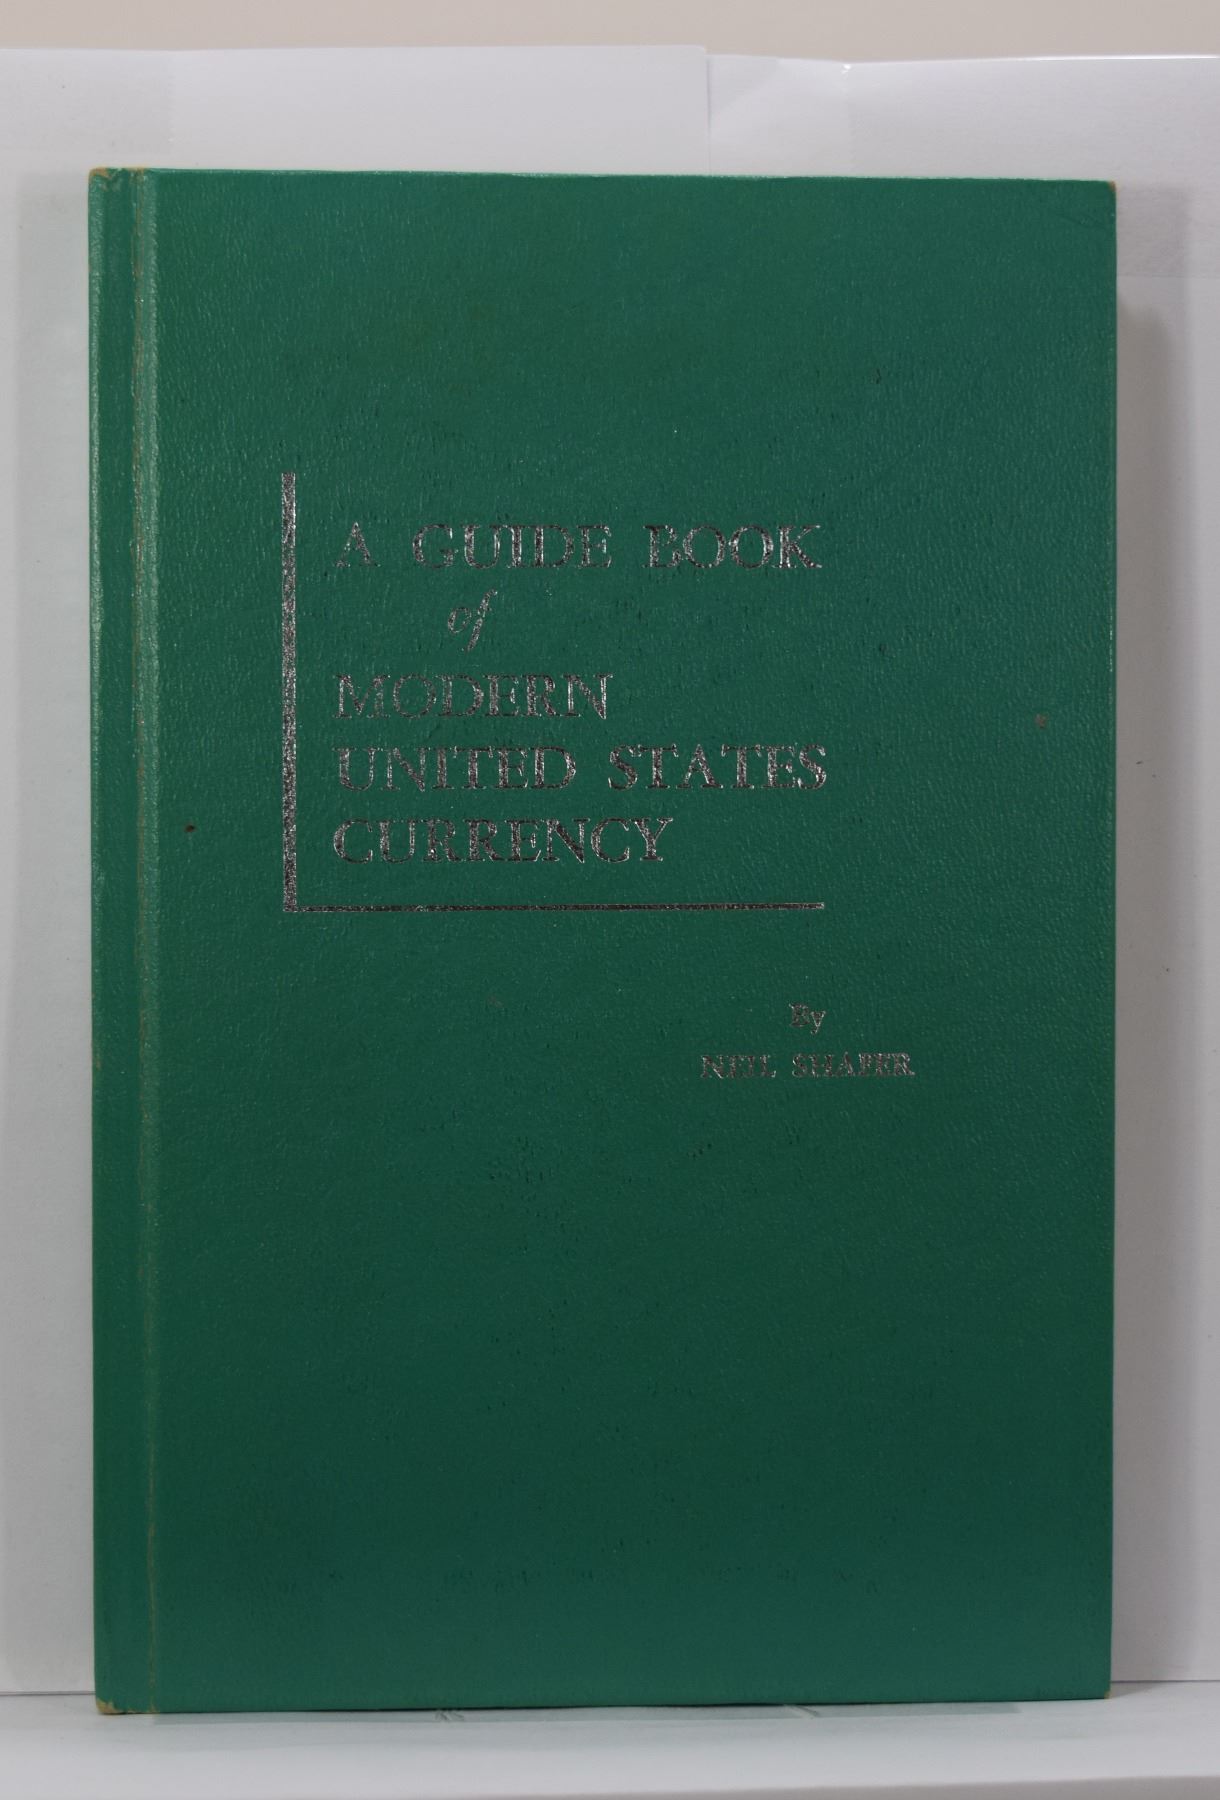 A GUIDE BOOK
of
MODERN
UNITED STATES
CURRENCY
By
NEIL SHAFER